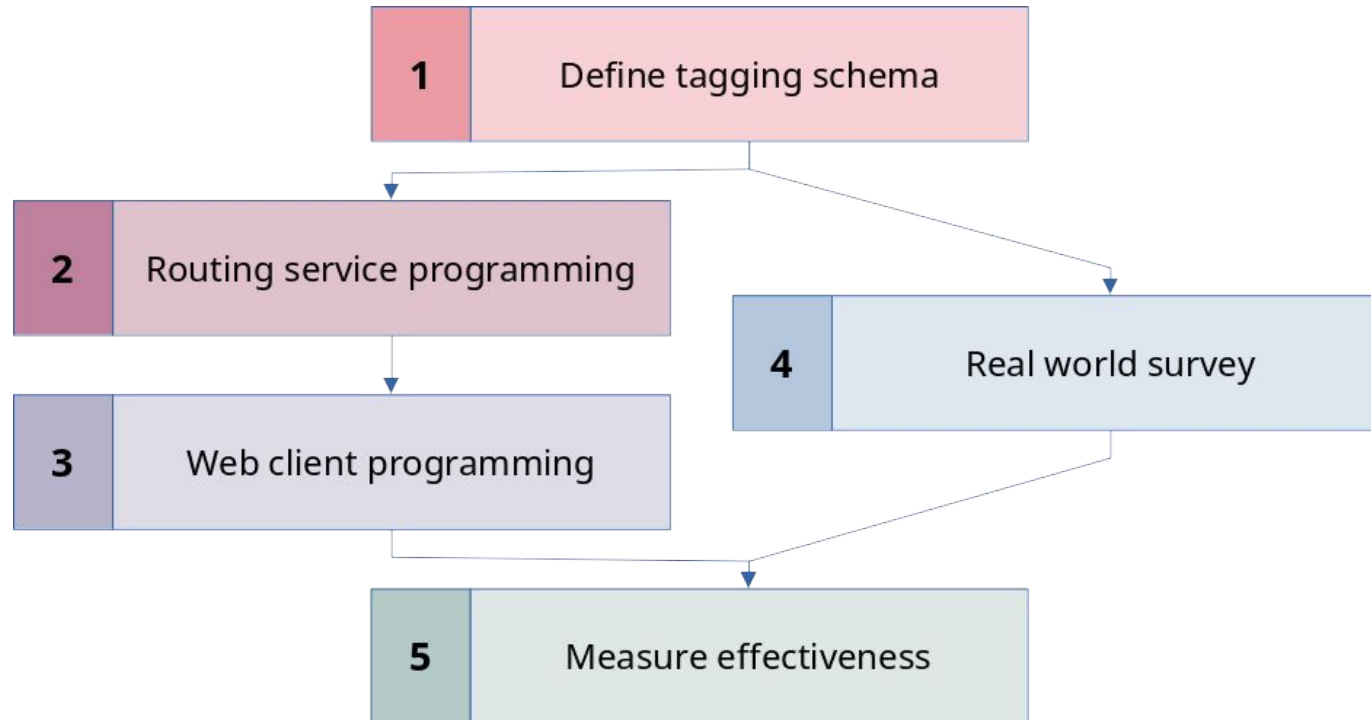 1 Define tagging schema
2 Routing service programming
4 Real world survey
3 Web client programming
5 Measure effectiveness